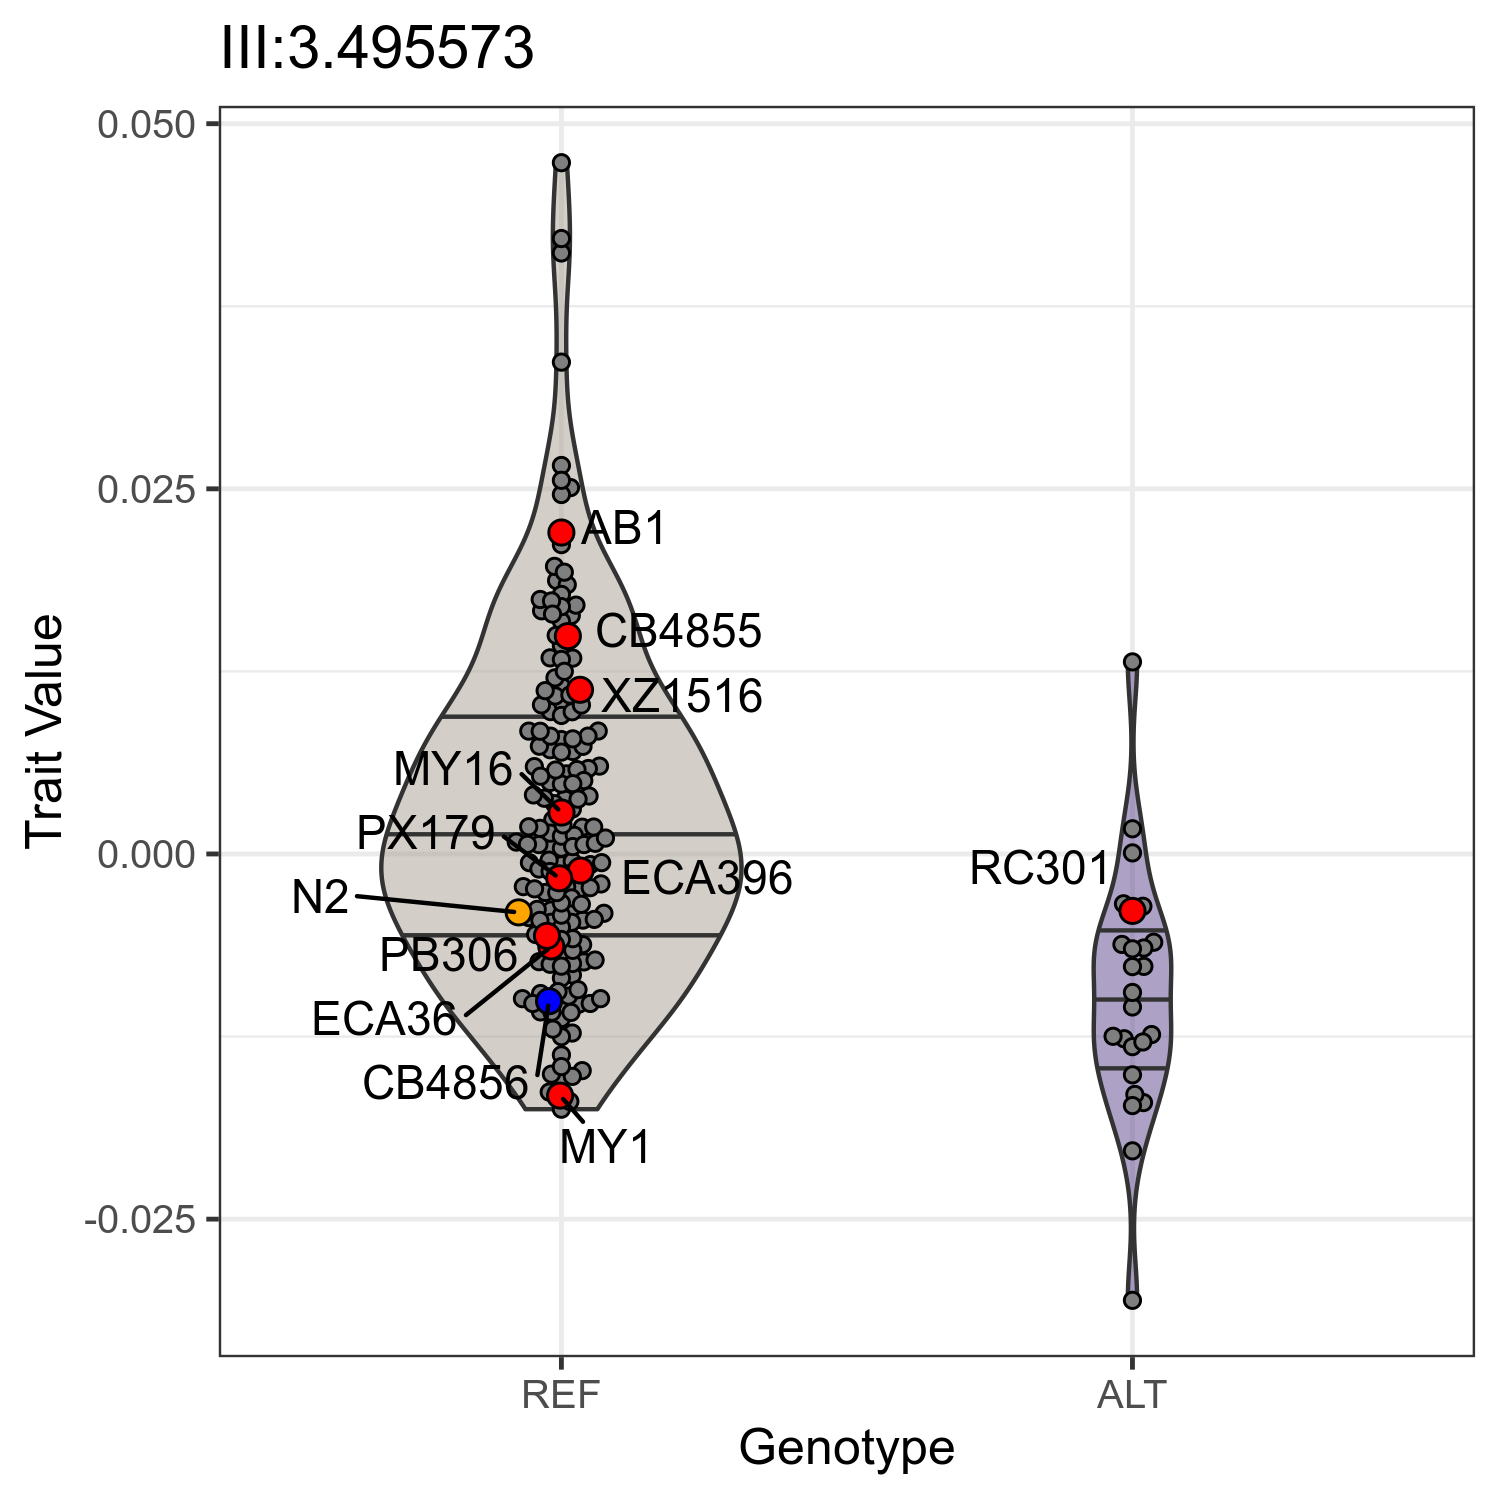 III:3.495573
0.050
0.025
0.000
-0.025
Trait Value
AB1
CB4855
XZ1516
MY16
PX179
ECA396
N2
PB306
ECA36
CB4856
MY1
RC301
REF
ALT
Genotype